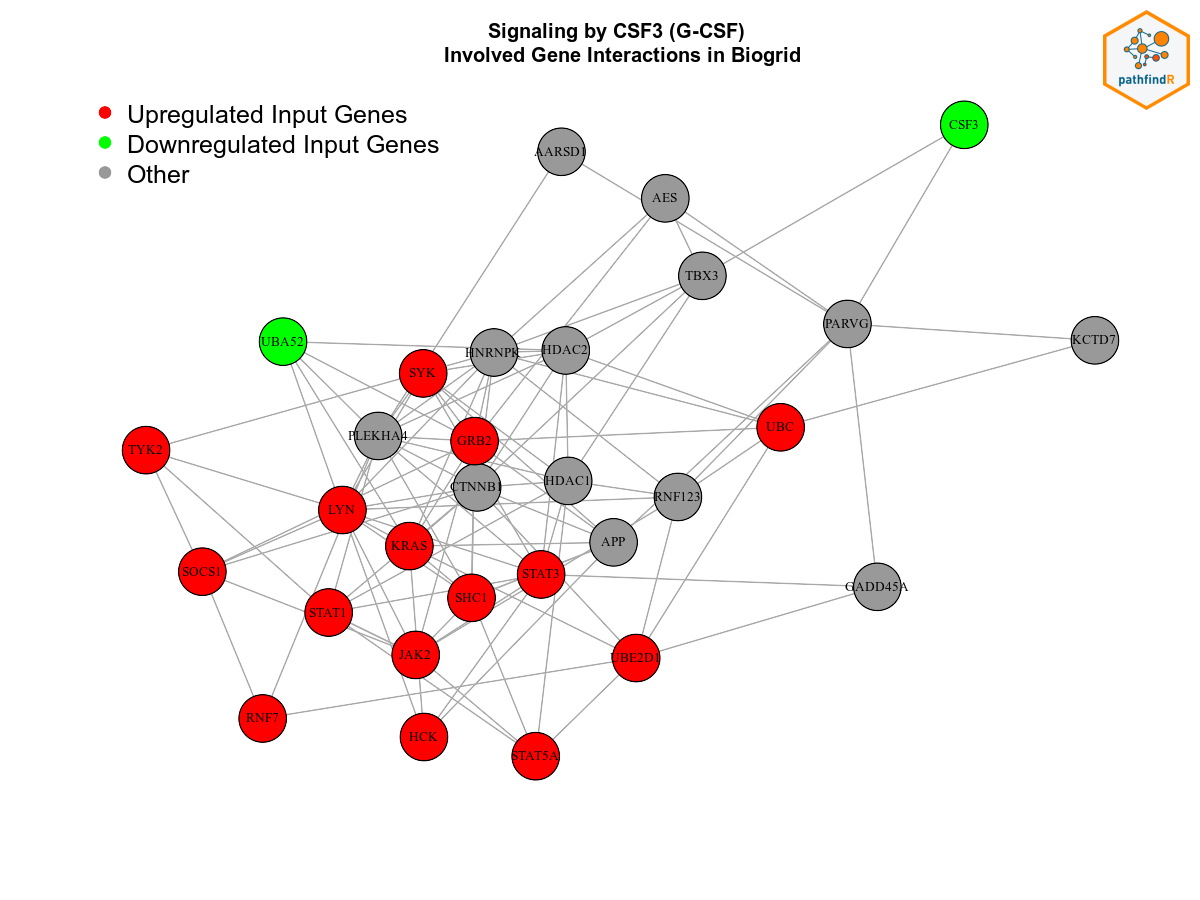 Signaling by CSF3 (G-CSF)
Involved Gene Interactions in Biogrid
pathfindR
Upregulated Input Genes
Downregulated Input Genes
Other
CSF3
AARSD1
AES
TBX3
PARVG
KCTD7
UBA52
HNRNPK
HDAC2
SYK
UBC
PLEKHA4
GRB2
TYK2
CTNNB1
HDAC1
RNF123
LYN
KRAS
APP
SOCS1
STAT3
GADD45A
SHC1
STAT1
JAK2
UBE2D1
RNF7
HCK
STAT5A